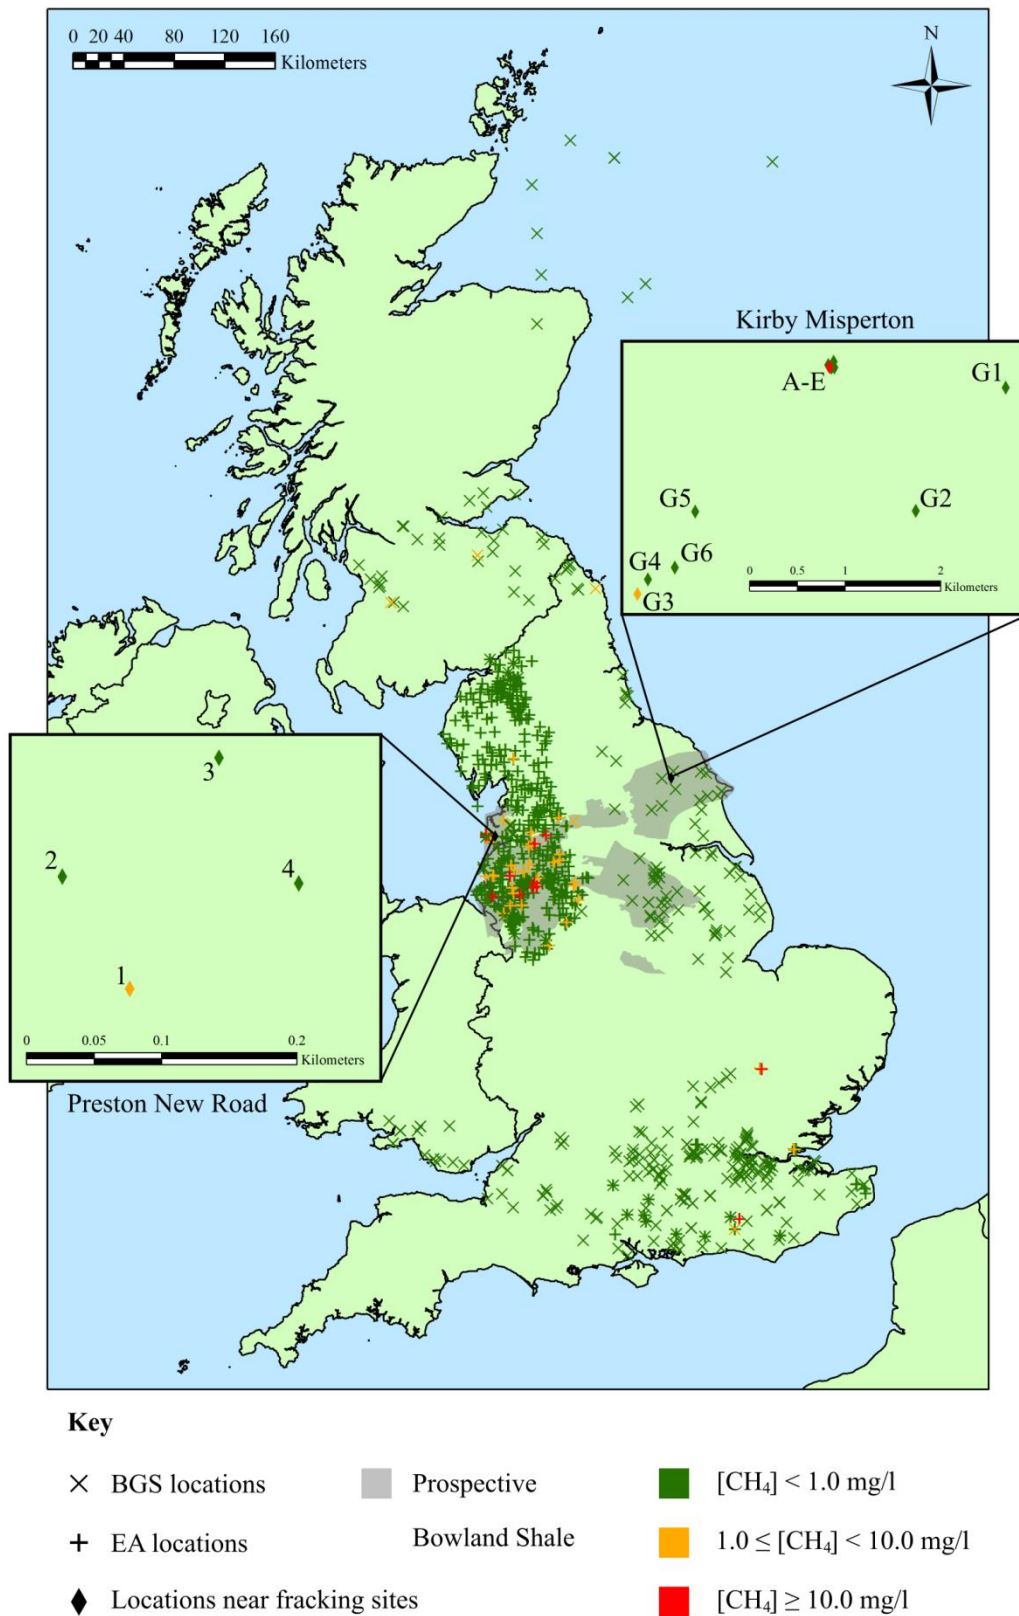 0 20 40 80 120 160
Kilometers
N
Kirby Misperton
A-E
G1
G5
G2
G4
G6
G3
0 0.5 1 2
Kilometers
3
2
4
1
0 0.05 0.1 0.2
Kilometers
Preston New Road
Key
BGS locations
Prospective
Bowland Shale
[CH₄] < 1.0 mg/l
EA locations
1.0 ≤ [CH₄] < 10.0 mg/l
Locations near fracking sites
[CH₄] ≥ 10.0 mg/l